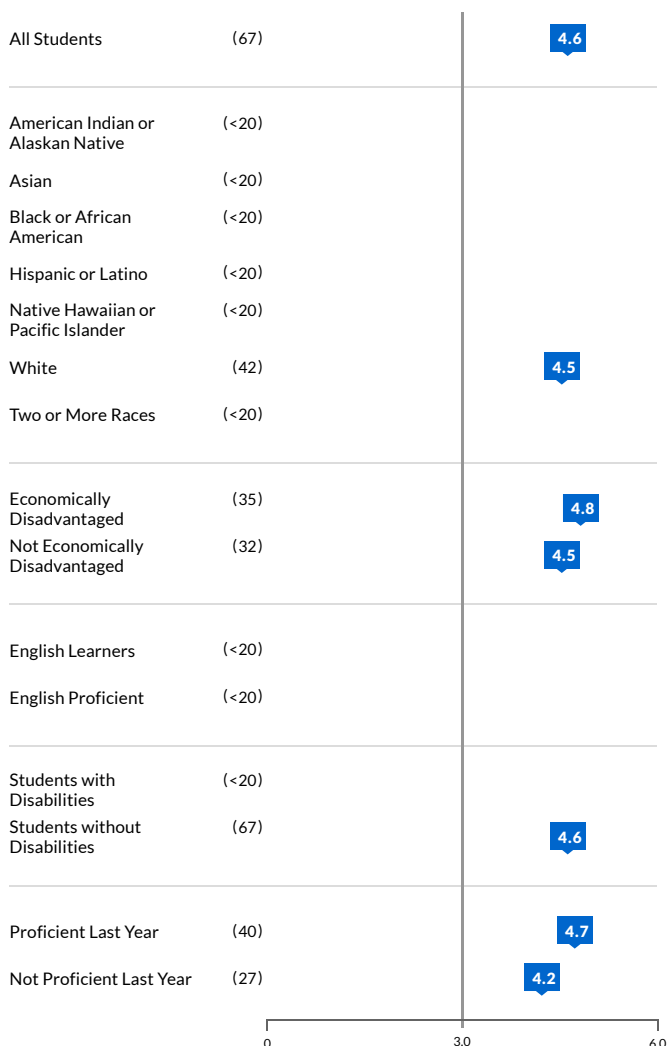 All Students (67) 4.6
American Indian or (<20)
Alaskan Native
Asian (<20)
Black or African (<20)
American
Hispanic or Latino (<20)
Native Hawaiian or (<20)
Pacific Islander
White (42) 4.5
Two or More Races (<20)
Economically (35) 4.8
Disadvantaged
Not Economically (32) 4.5
Disadvantaged
English Learners (<20)
English Proficient (<20)
Students with (<20)
Disabilities
Students without (67) 4.6
Disabilities
Proficient Last Year (40) 4.7
Not Proficient Last Year (27) 4.2
0 3.0 6.0